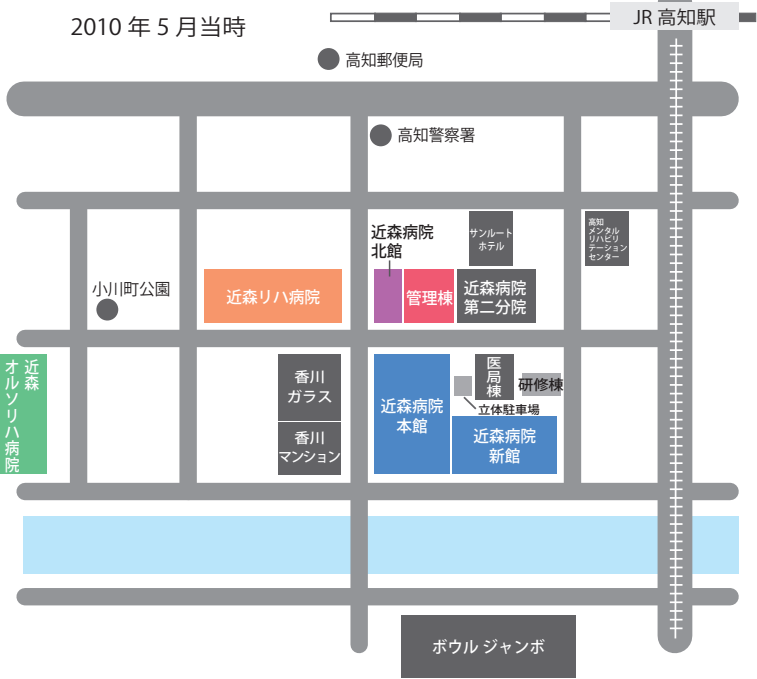 2010 年 5 月当時
JR 高知駅
高知郵便局
高知警察署
近森病院
北館
サンルート
ホテル
高知
メンタル
リハビリ
テーション
センター
小川町公園
近森リハ病院
管理棟
近森病院
第二分院
近森
オルソリハ病院
香川
ガラス
香川
マンション
近森病院
本館
医局棟
研修棟
立体駐車場
近森病院
新館
ボウル ジャンボ